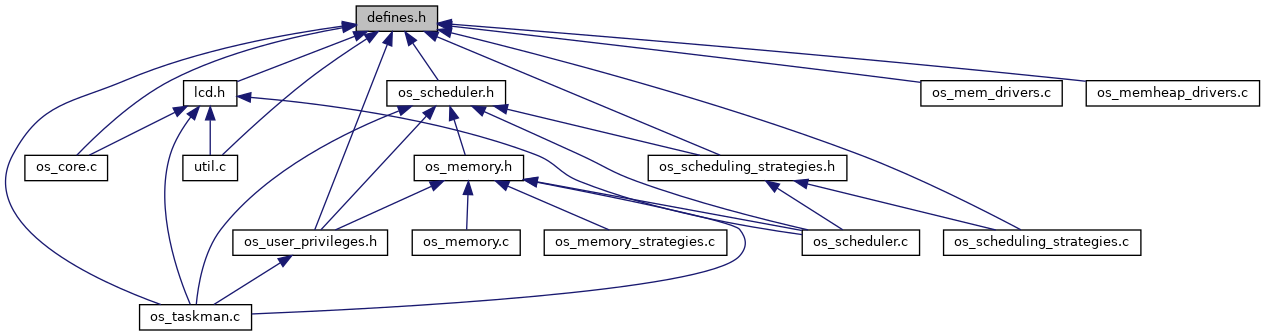 defines.h
lcd.h
os_scheduler.h
os_mem_drivers.c
os_memheap_drivers.c
os_core.c
util.c
os_memory.h
os_scheduling_strategies.h
os_user_privileges.h
os_memory.c
os_memory_strategies.c
os_scheduler.c
os_scheduling_strategies.c
os_taskman.c